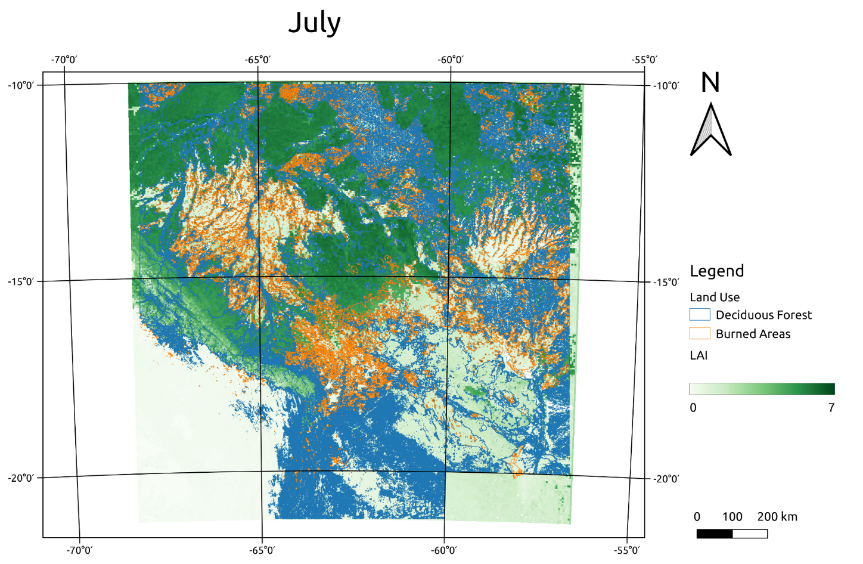 July
-70°0′ -65°0′ -60°0′ -55°0′
-10°0′ -10°0′
-15°0′ -15°0′
-20°0′ -20°0′
-70°0′ -65°0′ -60°0′ -55°0′
N
Legend
Land Use
Deciduous Forest
Burned Areas
LAI
0 7
0 100 200 km